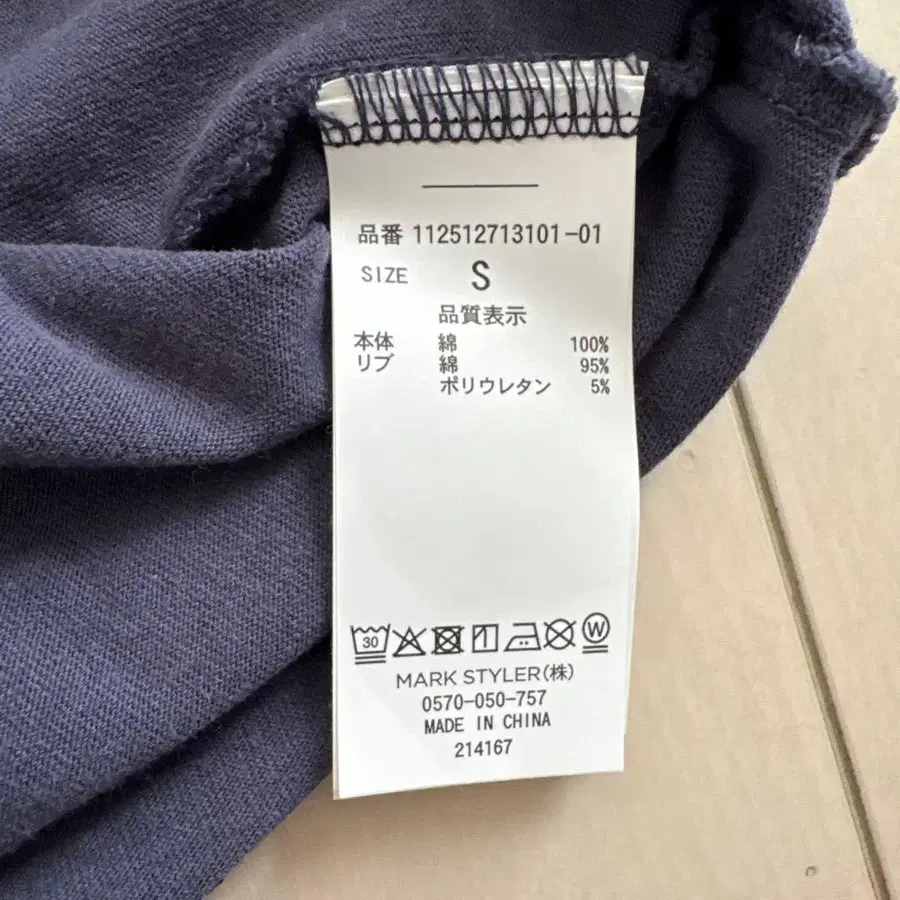 品番 112512713101-01
SIZE S
品質表示
本体 綿 100%
リブ 綿 95%
ポリウレタン 5%
30 W
MARK STYLER(株)
0570-050-757
MADE IN CHINA
214167